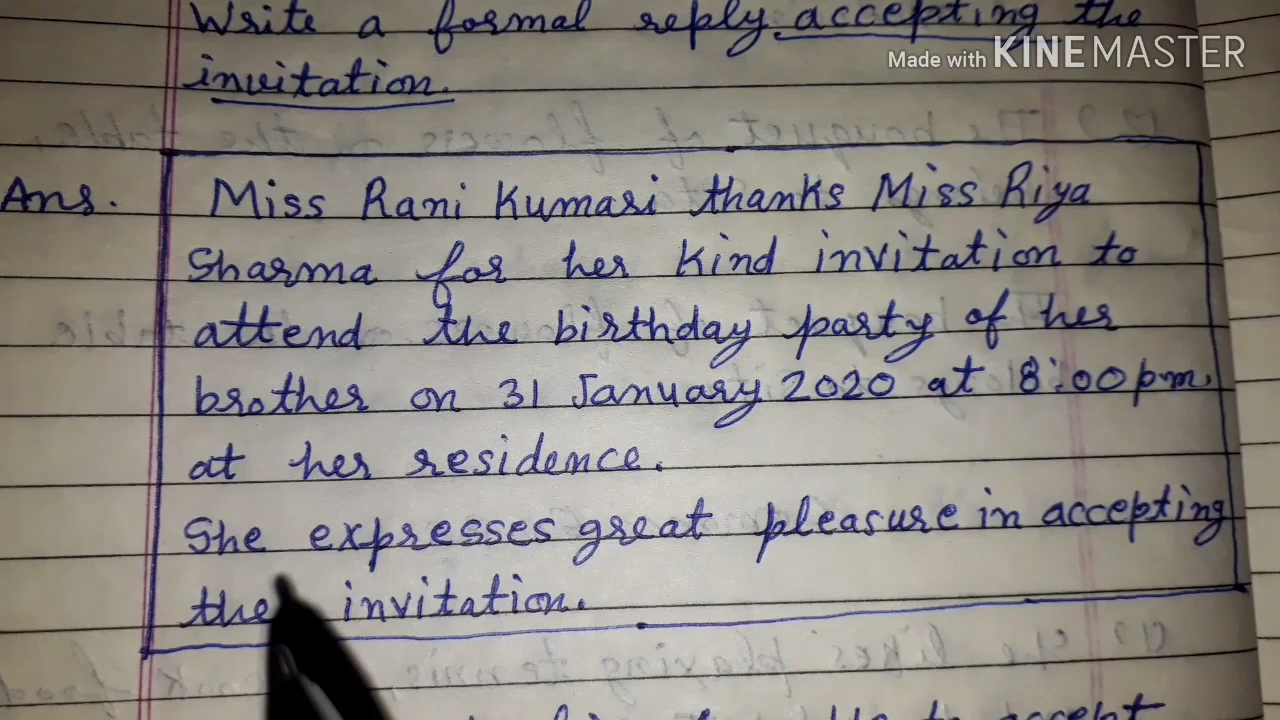 Write a formal reply accepting the
Made with KINEMASTER
invitation.
Ans. Miss Rani Kumari thanks Miss Riya
Sharma for her kind invitation to
attend the birthday party of her
brother on 31 January 2020 at 8:00pm.
at her residence.
She expresses great pleasure in accepting
the invitation.
accept